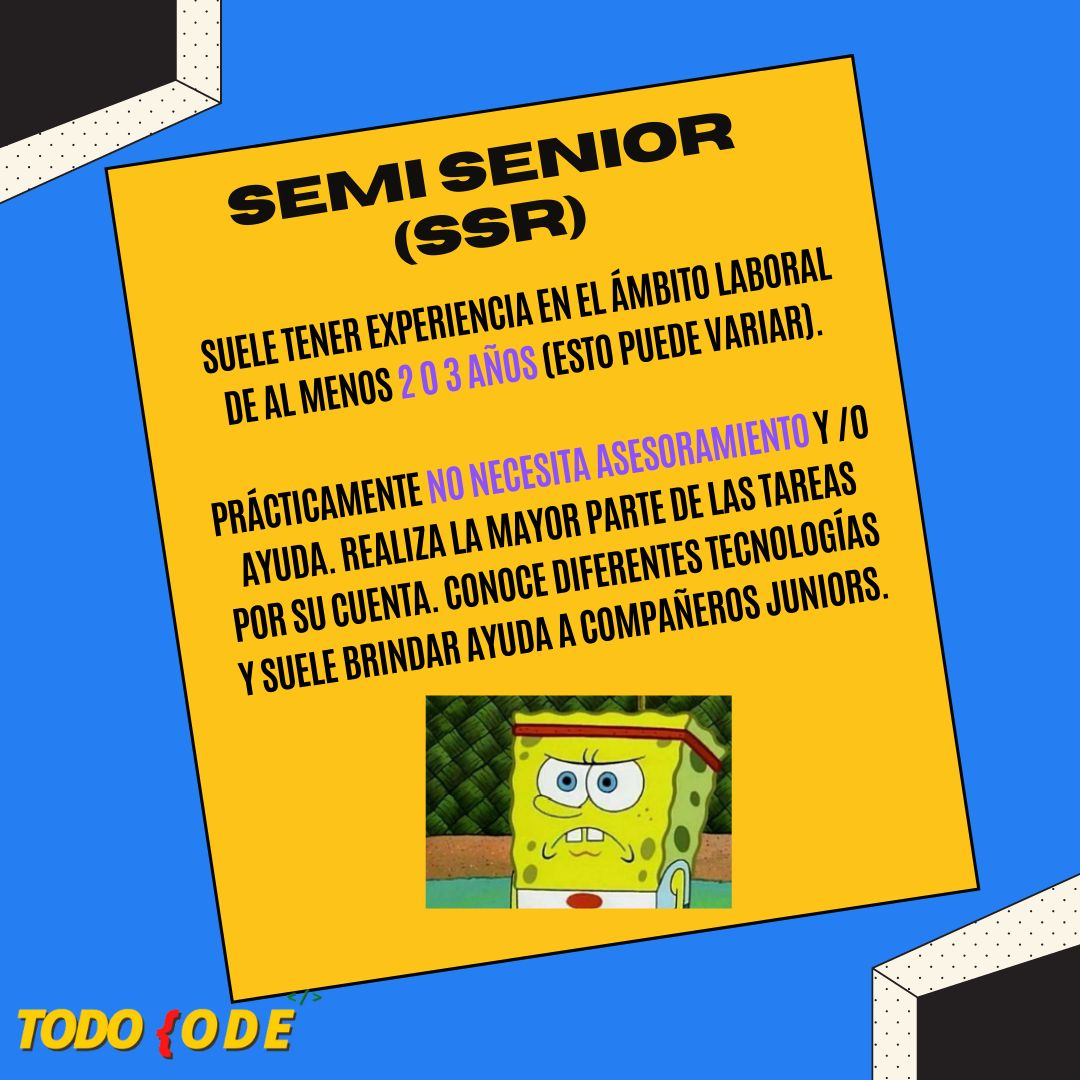 SEMI SENIOR
(SSR)
SUELE TENER EXPERIENCIA EN EL ÁMBITO LABORAL
DE AL MENOS 2 O 3 AÑOS (ESTO PUEDE VARIAR).
PRÁCTICAMENTE NO NECESITA ASESORAMIENTO Y /O
AYUDA. REALIZA LA MAYOR PARTE DE LAS TAREAS
POR SU CUENTA. CONOCE DIFERENTES TECNOLOGÍAS
Y SUELE BRINDAR AYUDA A COMPAÑEROS JUNIORS.
</>
TODO {ODE